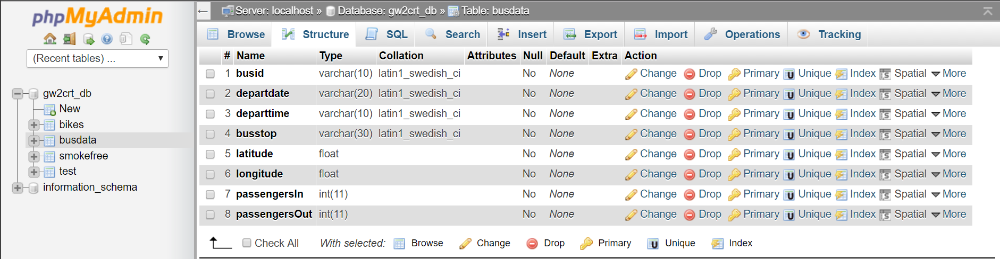 phpMyAdmin
(Recent tables) ...
gw2crt_db
New
bikes
busdata
smokefree
test
information_schema
Server: localhost » Database: gw2crt_db » Table: busdata
Browse Structure SQL Search Insert Export Import Operations Tracking
# Name Type Collation Attributes Null Default Extra Action
1 busid varchar(10) latin1_swedish_ci No None Change Drop Primary Unique Index Spatial More
2 departdate varchar(20) latin1_swedish_ci No None Change Drop Primary Unique Index Spatial More
3 departtime varchar(10) latin1_swedish_ci No None Change Drop Primary Unique Index Spatial More
4 busstop varchar(30) latin1_swedish_ci No None Change Drop Primary Unique Index Spatial More
5 latitude float No None Change Drop Primary Unique Index Spatial More
6 longitude float No None Change Drop Primary Unique Index Spatial More
7 passengersIn int(11) No None Change Drop Primary Unique Index Spatial More
8 passengersOut int(11) No None Change Drop Primary Unique Index Spatial More
Check All With selected: Browse Change Drop Primary Unique Index